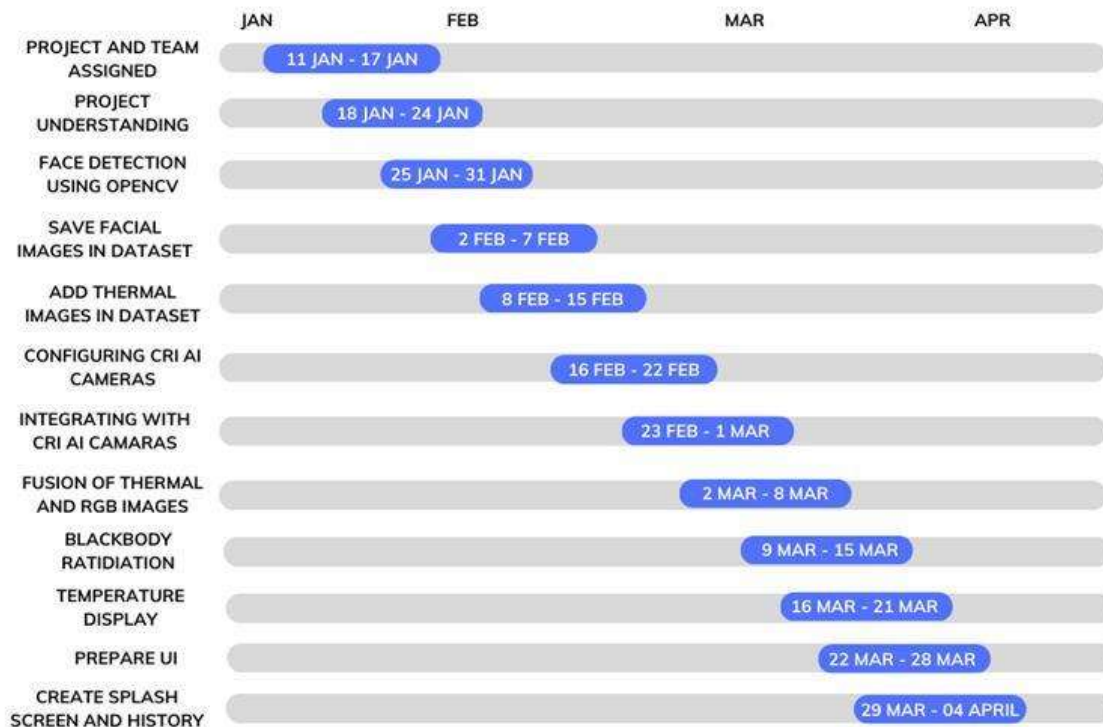 JAN FEB MAR APR
PROJECT AND TEAM
ASSIGNED
11 JAN - 17 JAN
PROJECT
UNDERSTANDING
18 JAN - 24 JAN
FACE DETECTION
USING OPENCV
25 JAN - 31 JAN
SAVE FACIAL
IMAGES IN DATASET
2 FEB - 7 FEB
ADD THERMAL
IMAGES IN DATASET
8 FEB - 15 FEB
CONFIGURING CRI AI
CAMERAS
16 FEB - 22 FEB
INTEGRATING WITH
CRI AI CAMARAS
23 FEB - 1 MAR
FUSION OF THERMAL
AND RGB IMAGES
2 MAR - 8 MAR
BLACKBODY
RATIDIATION
9 MAR - 15 MAR
TEMPERATURE
DISPLAY
16 MAR - 21 MAR
PREPARE UI
22 MAR - 28 MAR
CREATE SPLASH
SCREEN AND HISTORY
29 MAR - 04 APRIL